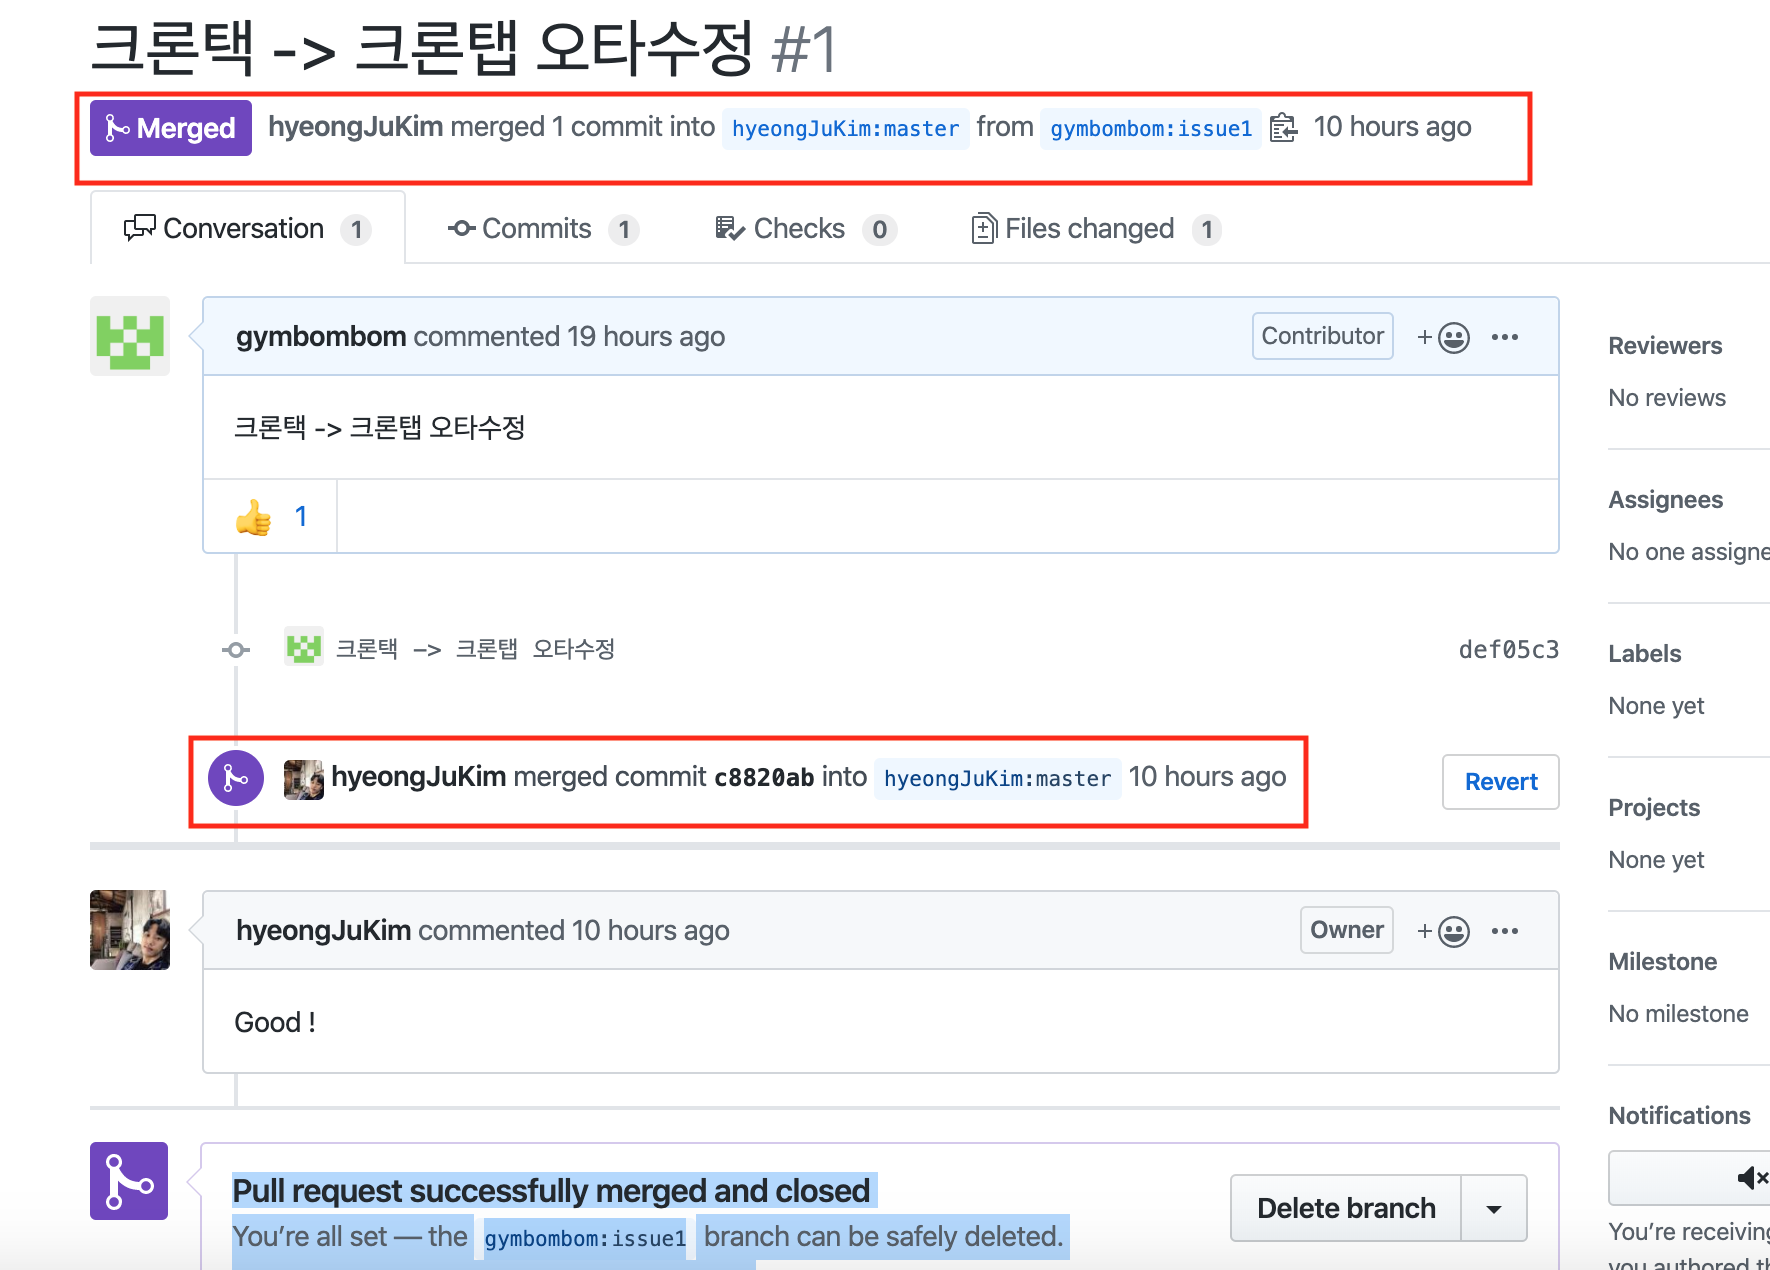 크론택 -> 크론탭 오타수정 #1
Merged hyeongJuKim merged 1 commit into hyeongJuKim:master from gymbombom:issue1 10 hours ago
Conversation 1 Commits 1 Checks 0 Files changed 1
gymbombom commented 19 hours ago Contributor + ...
크론택 -> 크론탭 오타수정
1
크론택 -> 크론탭 오타수정 def05c3
hyeongJuKim merged commit c8820ab into hyeongJuKim:master 10 hours ago Revert
hyeongJuKim commented 10 hours ago Owner + ...
Good !
Pull request successfully merged and closed
You’re all set — the gymbombom:issue1 branch can be safely deleted.
Delete branch
Reviewers
No reviews
Assignees
No one assigne
Labels
None yet
Projects
None yet
Milestone
No milestone
Notifications
You’re receiving
you authored th